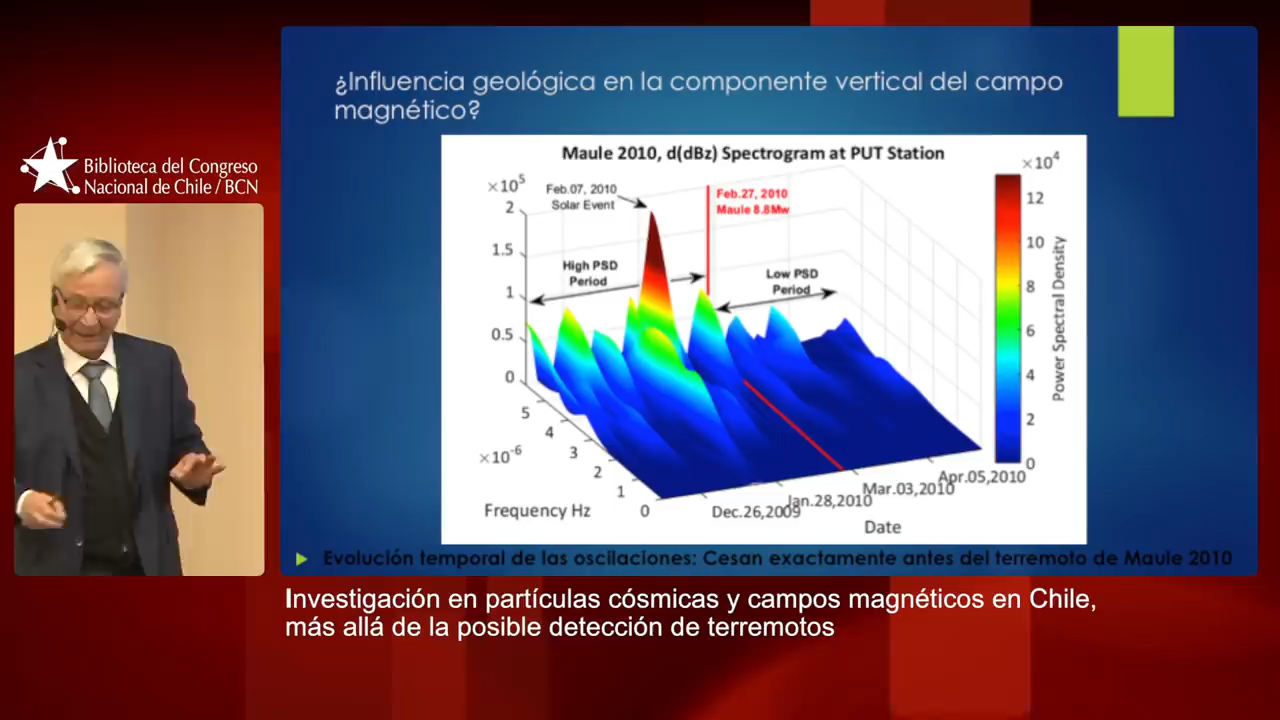 ¿Influencia geológica en la componente vertical del campo
magnético?
Biblioteca del Congreso
Nacional de Chile / BCN
Maule 2010, d(dBz) Spectrogram at PUT Station
×10⁵
2
1.5
1
0.5
0
Feb.07, 2010
Solar Event
Feb.27, 2010
Maule 8.8Mw
High PSD
Period
Low PSD
Period
×10⁴
12
10
8
6
4
2
0
Power Spectral Density
5
4
3
2
1
0
×10⁻⁶
Frequency Hz
Dec.26,2009
Jan.28,2010
Mar.03,2010
Apr.05,2010
Date
Evolución temporal de las oscilaciones: Cesan exactamente antes del terremoto de Maule 2010
Investigación en partículas cósmicas y campos magnéticos en Chile,
más allá de la posible detección de terremotos